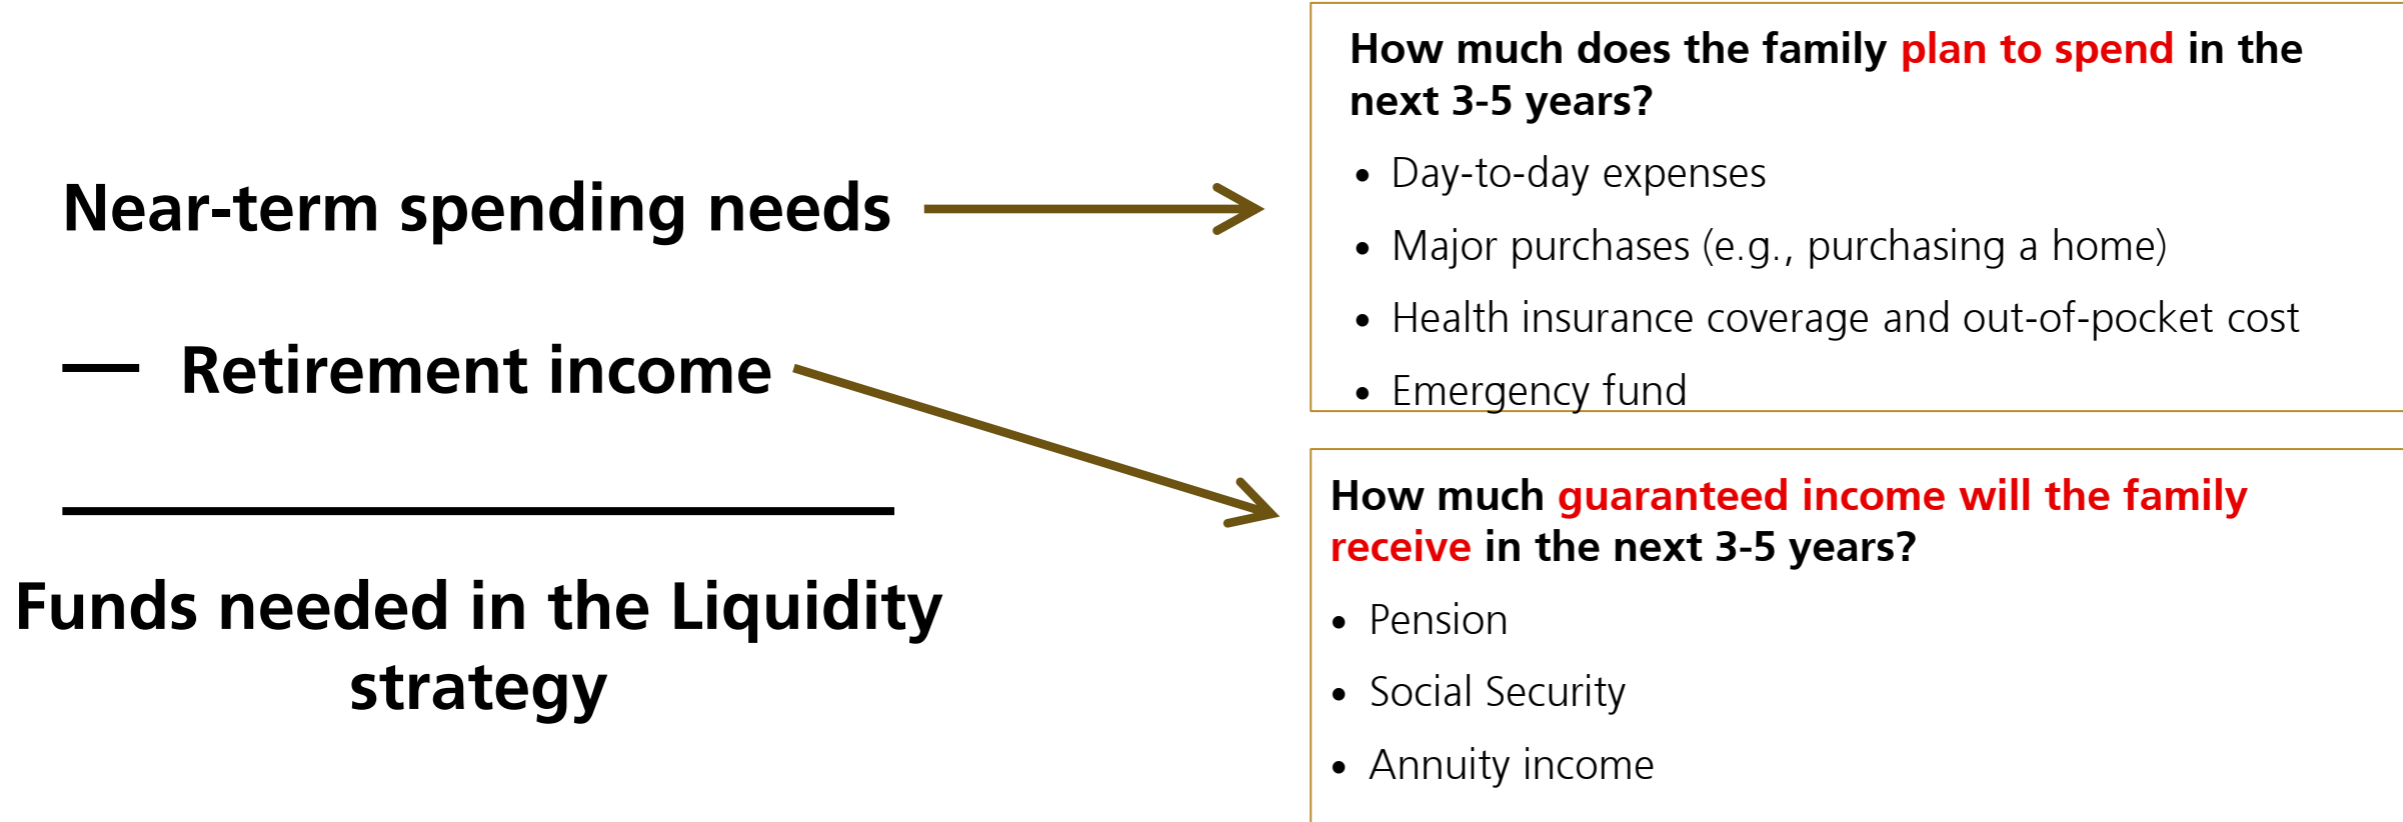 Near-term spending needs
— Retirement income
Funds needed in the Liquidity
strategy
How much does the family plan to spend in the
next 3-5 years?
• Day-to-day expenses
• Major purchases (e.g., purchasing a home)
• Health insurance coverage and out-of-pocket cost
• Emergency fund
How much guaranteed income will the family
receive in the next 3-5 years?
• Pension
• Social Security
• Annuity income